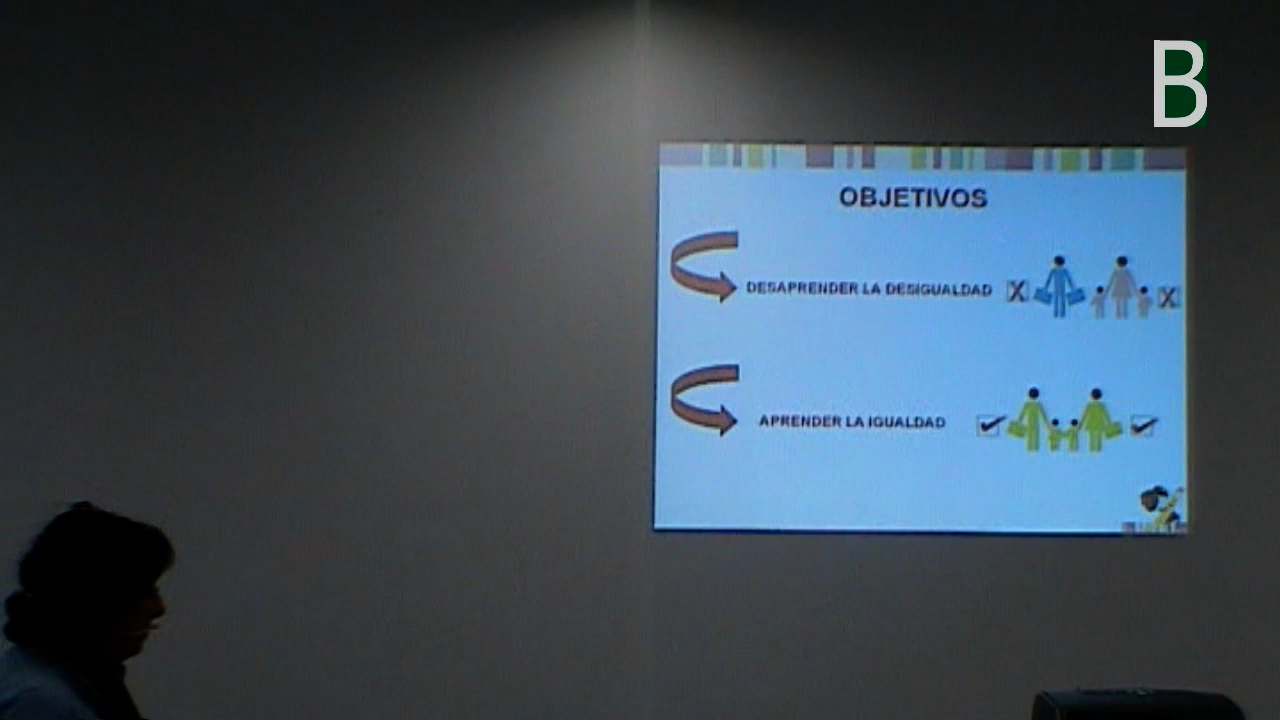 B
OBJETIVOS
DESAPRENDER LA DESIGUALDAD
X
X
APRENDER LA IGUALDAD